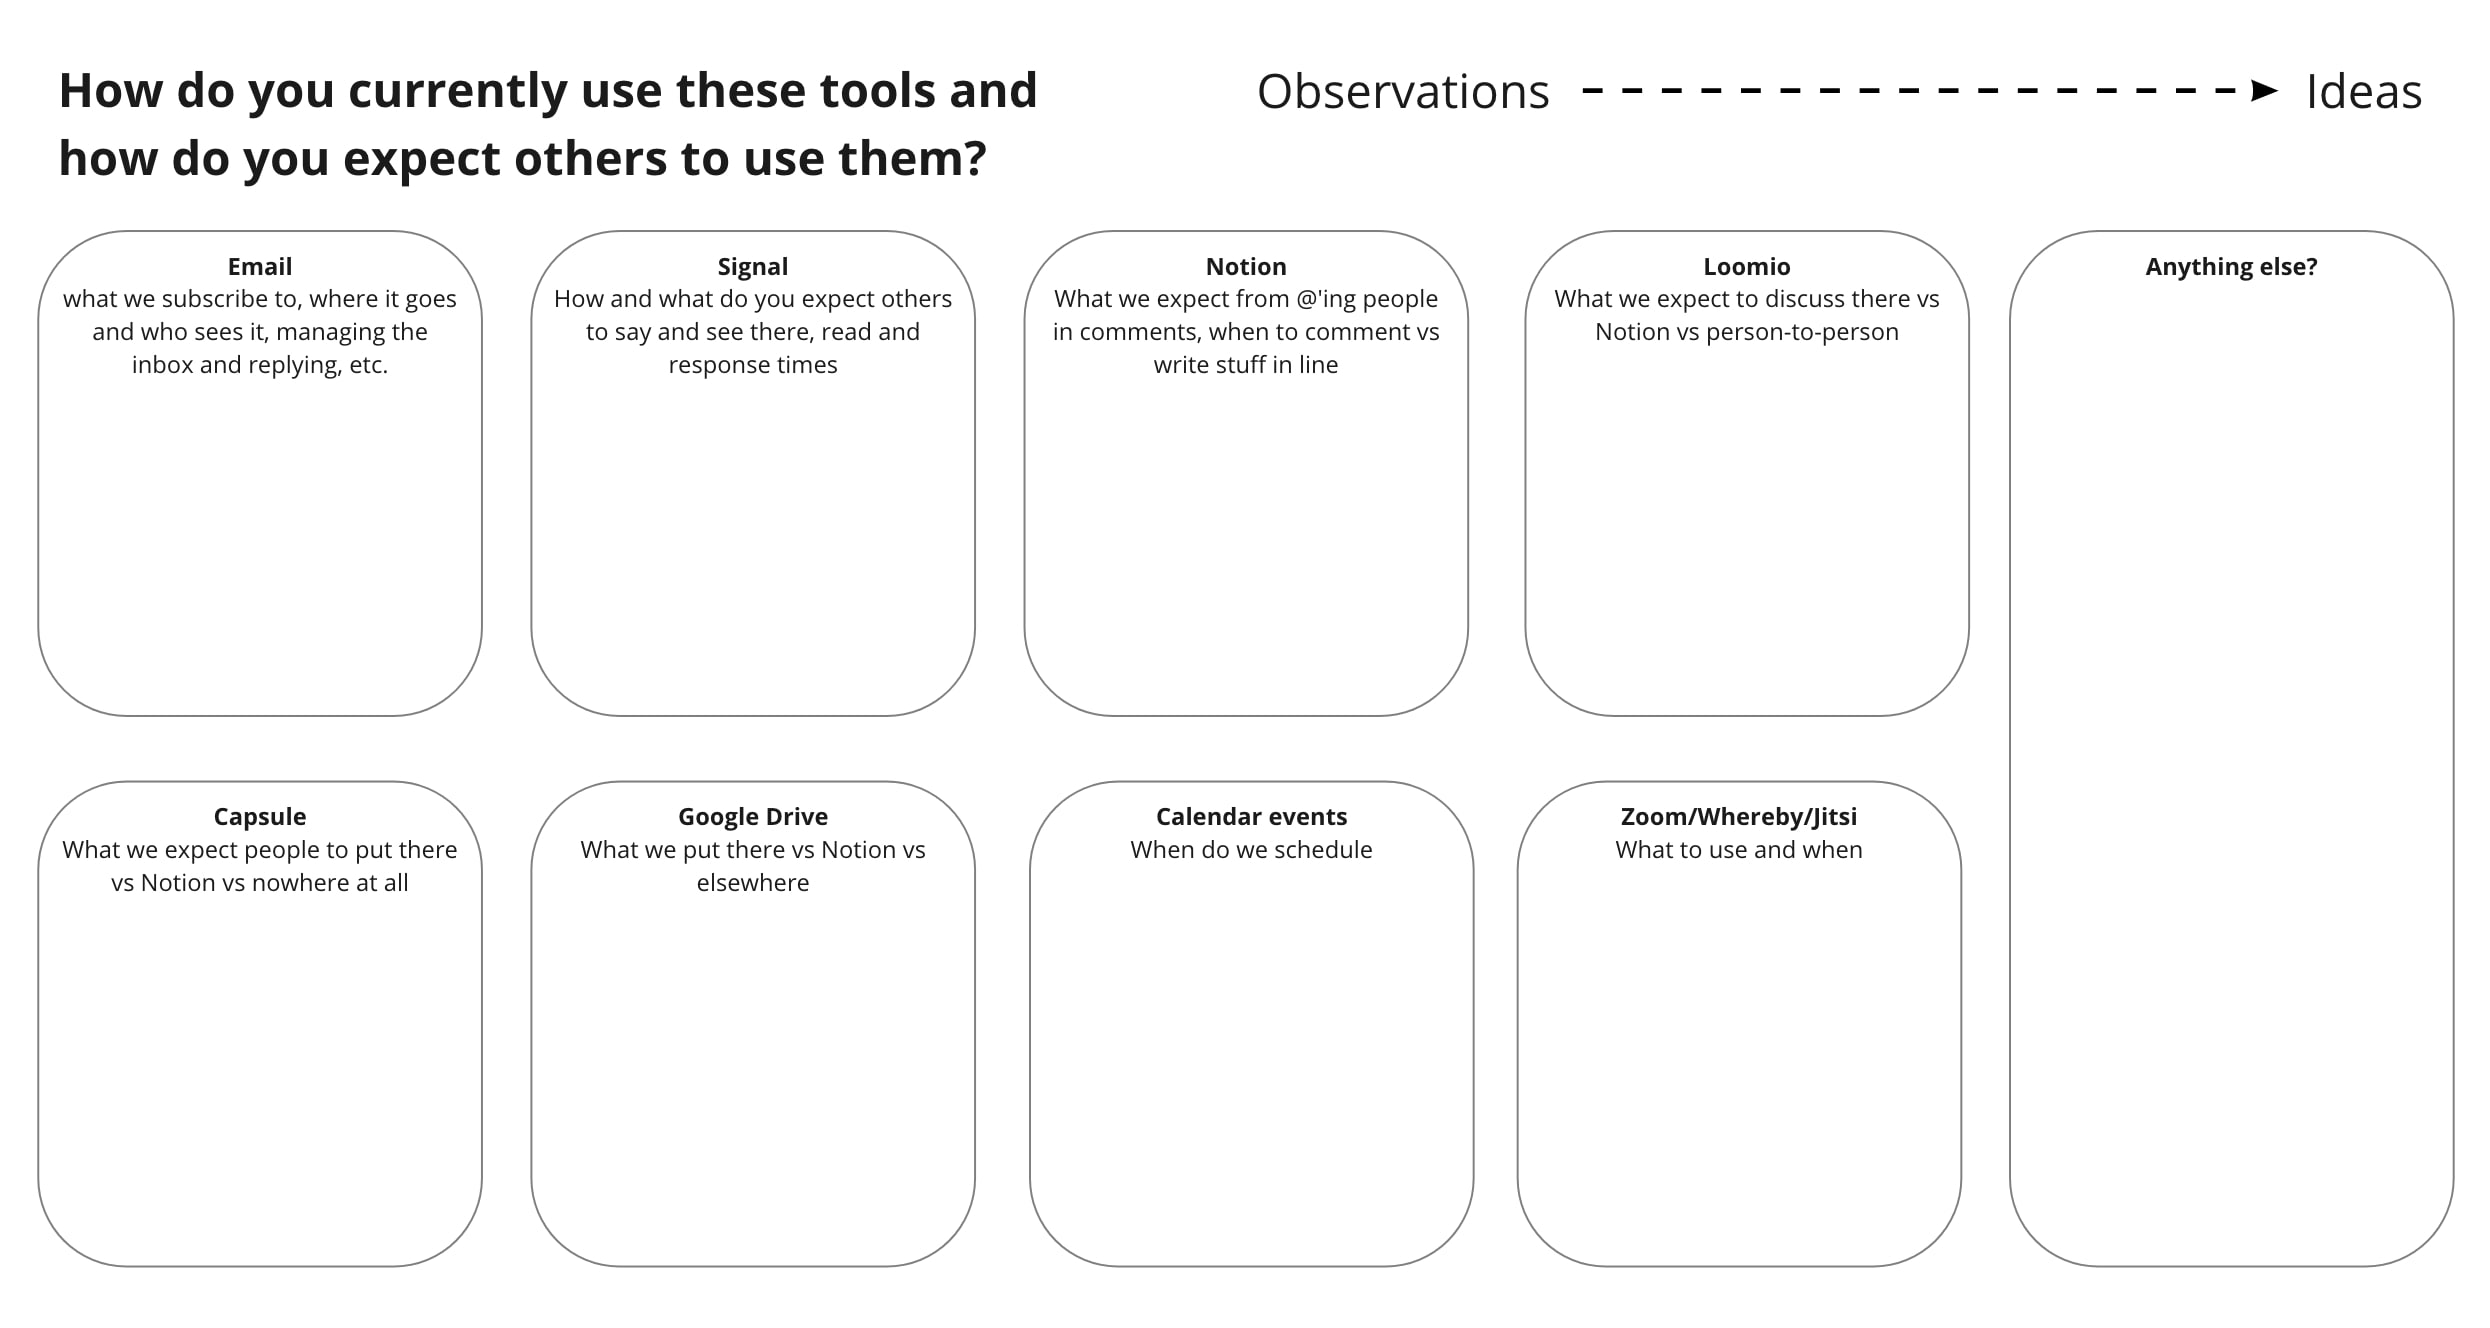 How do you currently use these tools and
how do you expect others to use them?
Observations
Ideas
Email
what we subscribe to, where it goes
and who sees it, managing the
inbox and replying, etc.
Signal
How and what do you expect others
to say and see there, read and
response times
Notion
What we expect from @'ing people
in comments, when to comment vs
write stuff in line
Loomio
What we expect to discuss there vs
Notion vs person-to-person
Anything else?
Capsule
What we expect people to put there
vs Notion vs nowhere at all
Google Drive
What we put there vs Notion vs
elsewhere
Calendar events
When do we schedule
Zoom/Whereby/Jitsi
What to use and when